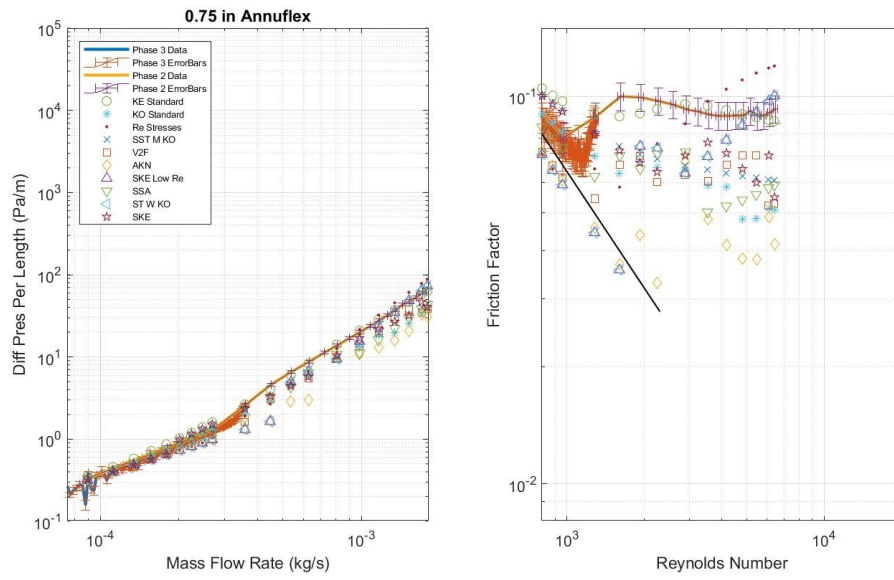 0.75 in Annuflex
Diff Pres Per Length (Pa/m)
10^5
10^4
10^3
10^2
10^1
10^0
10^-1
Phase 3 Data
Phase 3 ErrorBars
Phase 2 Data
Phase 2 ErrorBars
KE Standard
KO Standard
Re Stresses
SST M KO
V2F
AKN
SKE Low Re
SSA
ST W KO
SKE
10^-4
10^-3
Mass Flow Rate (kg/s)
Friction Factor
10^-1
10^-2
10^3
10^4
Reynolds Number